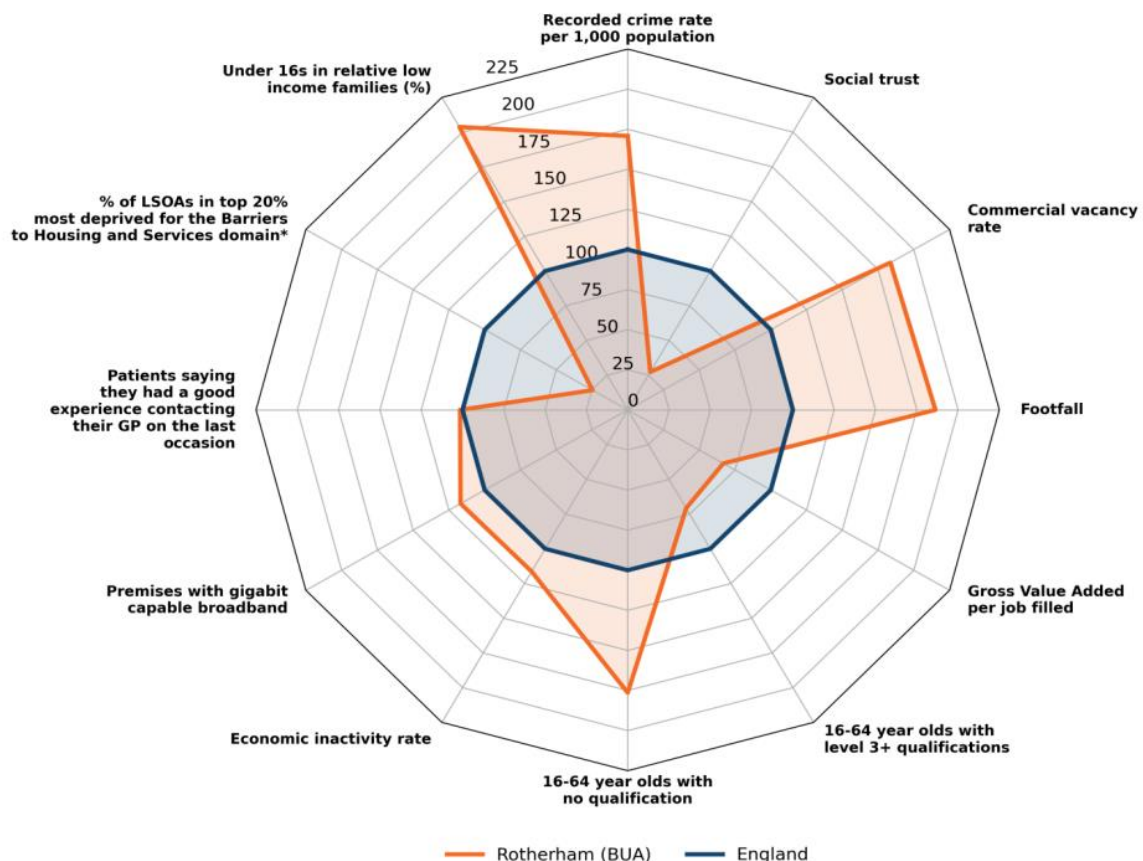 Recorded crime rate
per 1,000 population
Social trust
Commercial vacancy
rate
Footfall
Gross Value Added
per job filled
16-64 year olds with
level 3+ qualifications
16-64 year olds with
no qualification
Economic inactivity rate
Premises with gigabit
capable broadband
Patients saying
they had a good
experience contacting
their GP on the last
occasion
% of LSOAs in top 20%
most deprived for the Barriers
to Housing and Services domain*
Under 16s in relative low
income families (%)
225
200
175
150
125
100
75
50
25
0
Rotherham (BUA)
England